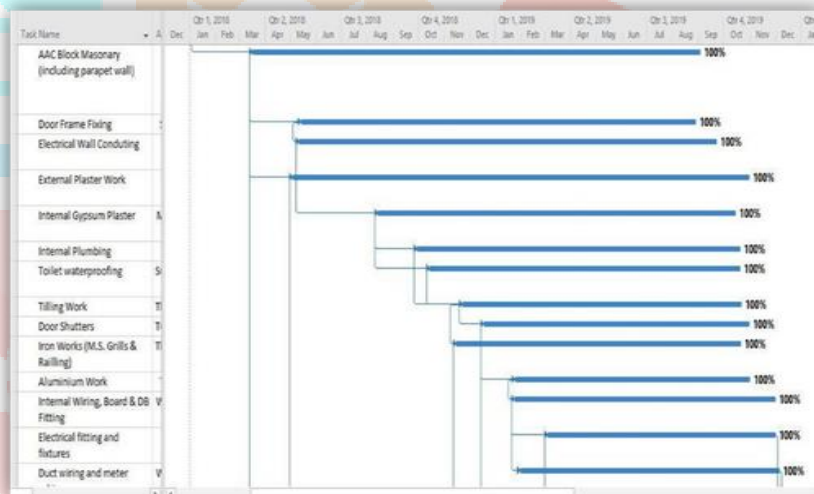 Qtr 1, 2018 Qtr 2, 2018 Qtr 3, 2018 Qtr 4, 2018 Qtr 1, 2019 Qtr 2, 2019 Qtr 3, 2019 Qtr 4, 2019
Task Name A Dec Jan Feb Mar Apr May Jun Jul Aug Sep Oct Nov Dec Jan Feb Mar Apr May Jun Jul Aug Sep Oct Nov Dec
AAC Block Masonary 100%
(including parapet wall)
Door Frame Fixing 100%
Electrical Wall Conduting 100%
External Plaster Work 100%
Internal Gypsum Plaster 100%
Internal Plumbing 100%
Toilet waterproofing 100%
Tilling Work 100%
Door Shutters 100%
Iron Works (M.S. Grills & 100%
Railling)
Aluminium Work 100%
Internal Wiring, Board & DB 100%
Fitting
Electrical fitting and 100%
fixtures
Duct wiring and meter 100%